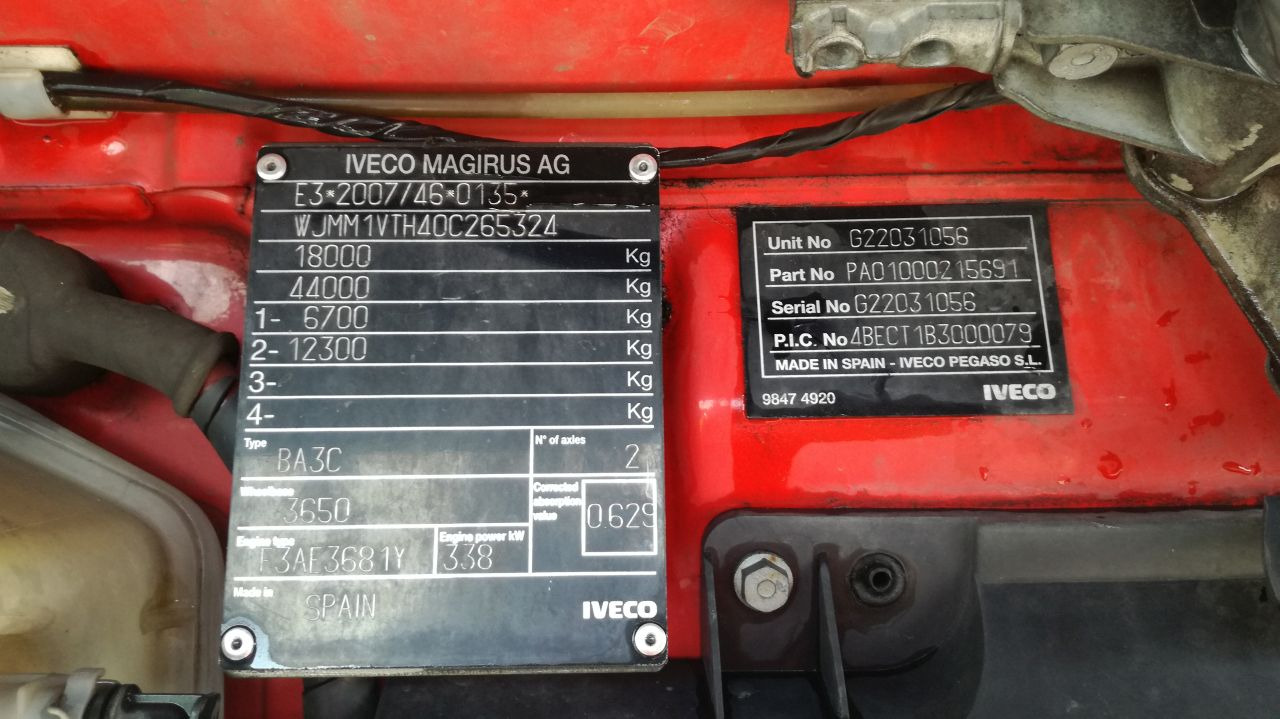 IVECO MAGIRUS AG
E3*2007/46*0135*
WJMM1VTH40C265324
18000 Kg
44000 Kg
1- 6700 Kg
2- 12300 Kg
3- Kg
4- Kg
Type BA3C
N° of axles 2
Wheelbase 3650
Corrected absorption value 0.629
Engine type F3AE3681Y
Engine power kW 338
Made in SPAIN
IVECO
Unit No G22031056
Part No PA01000215691
Serial No G22031056
P.I.C. No 4BECT1B3000079
MADE IN SPAIN - IVECO PEGASO S.L.
9847 4920 IVECO